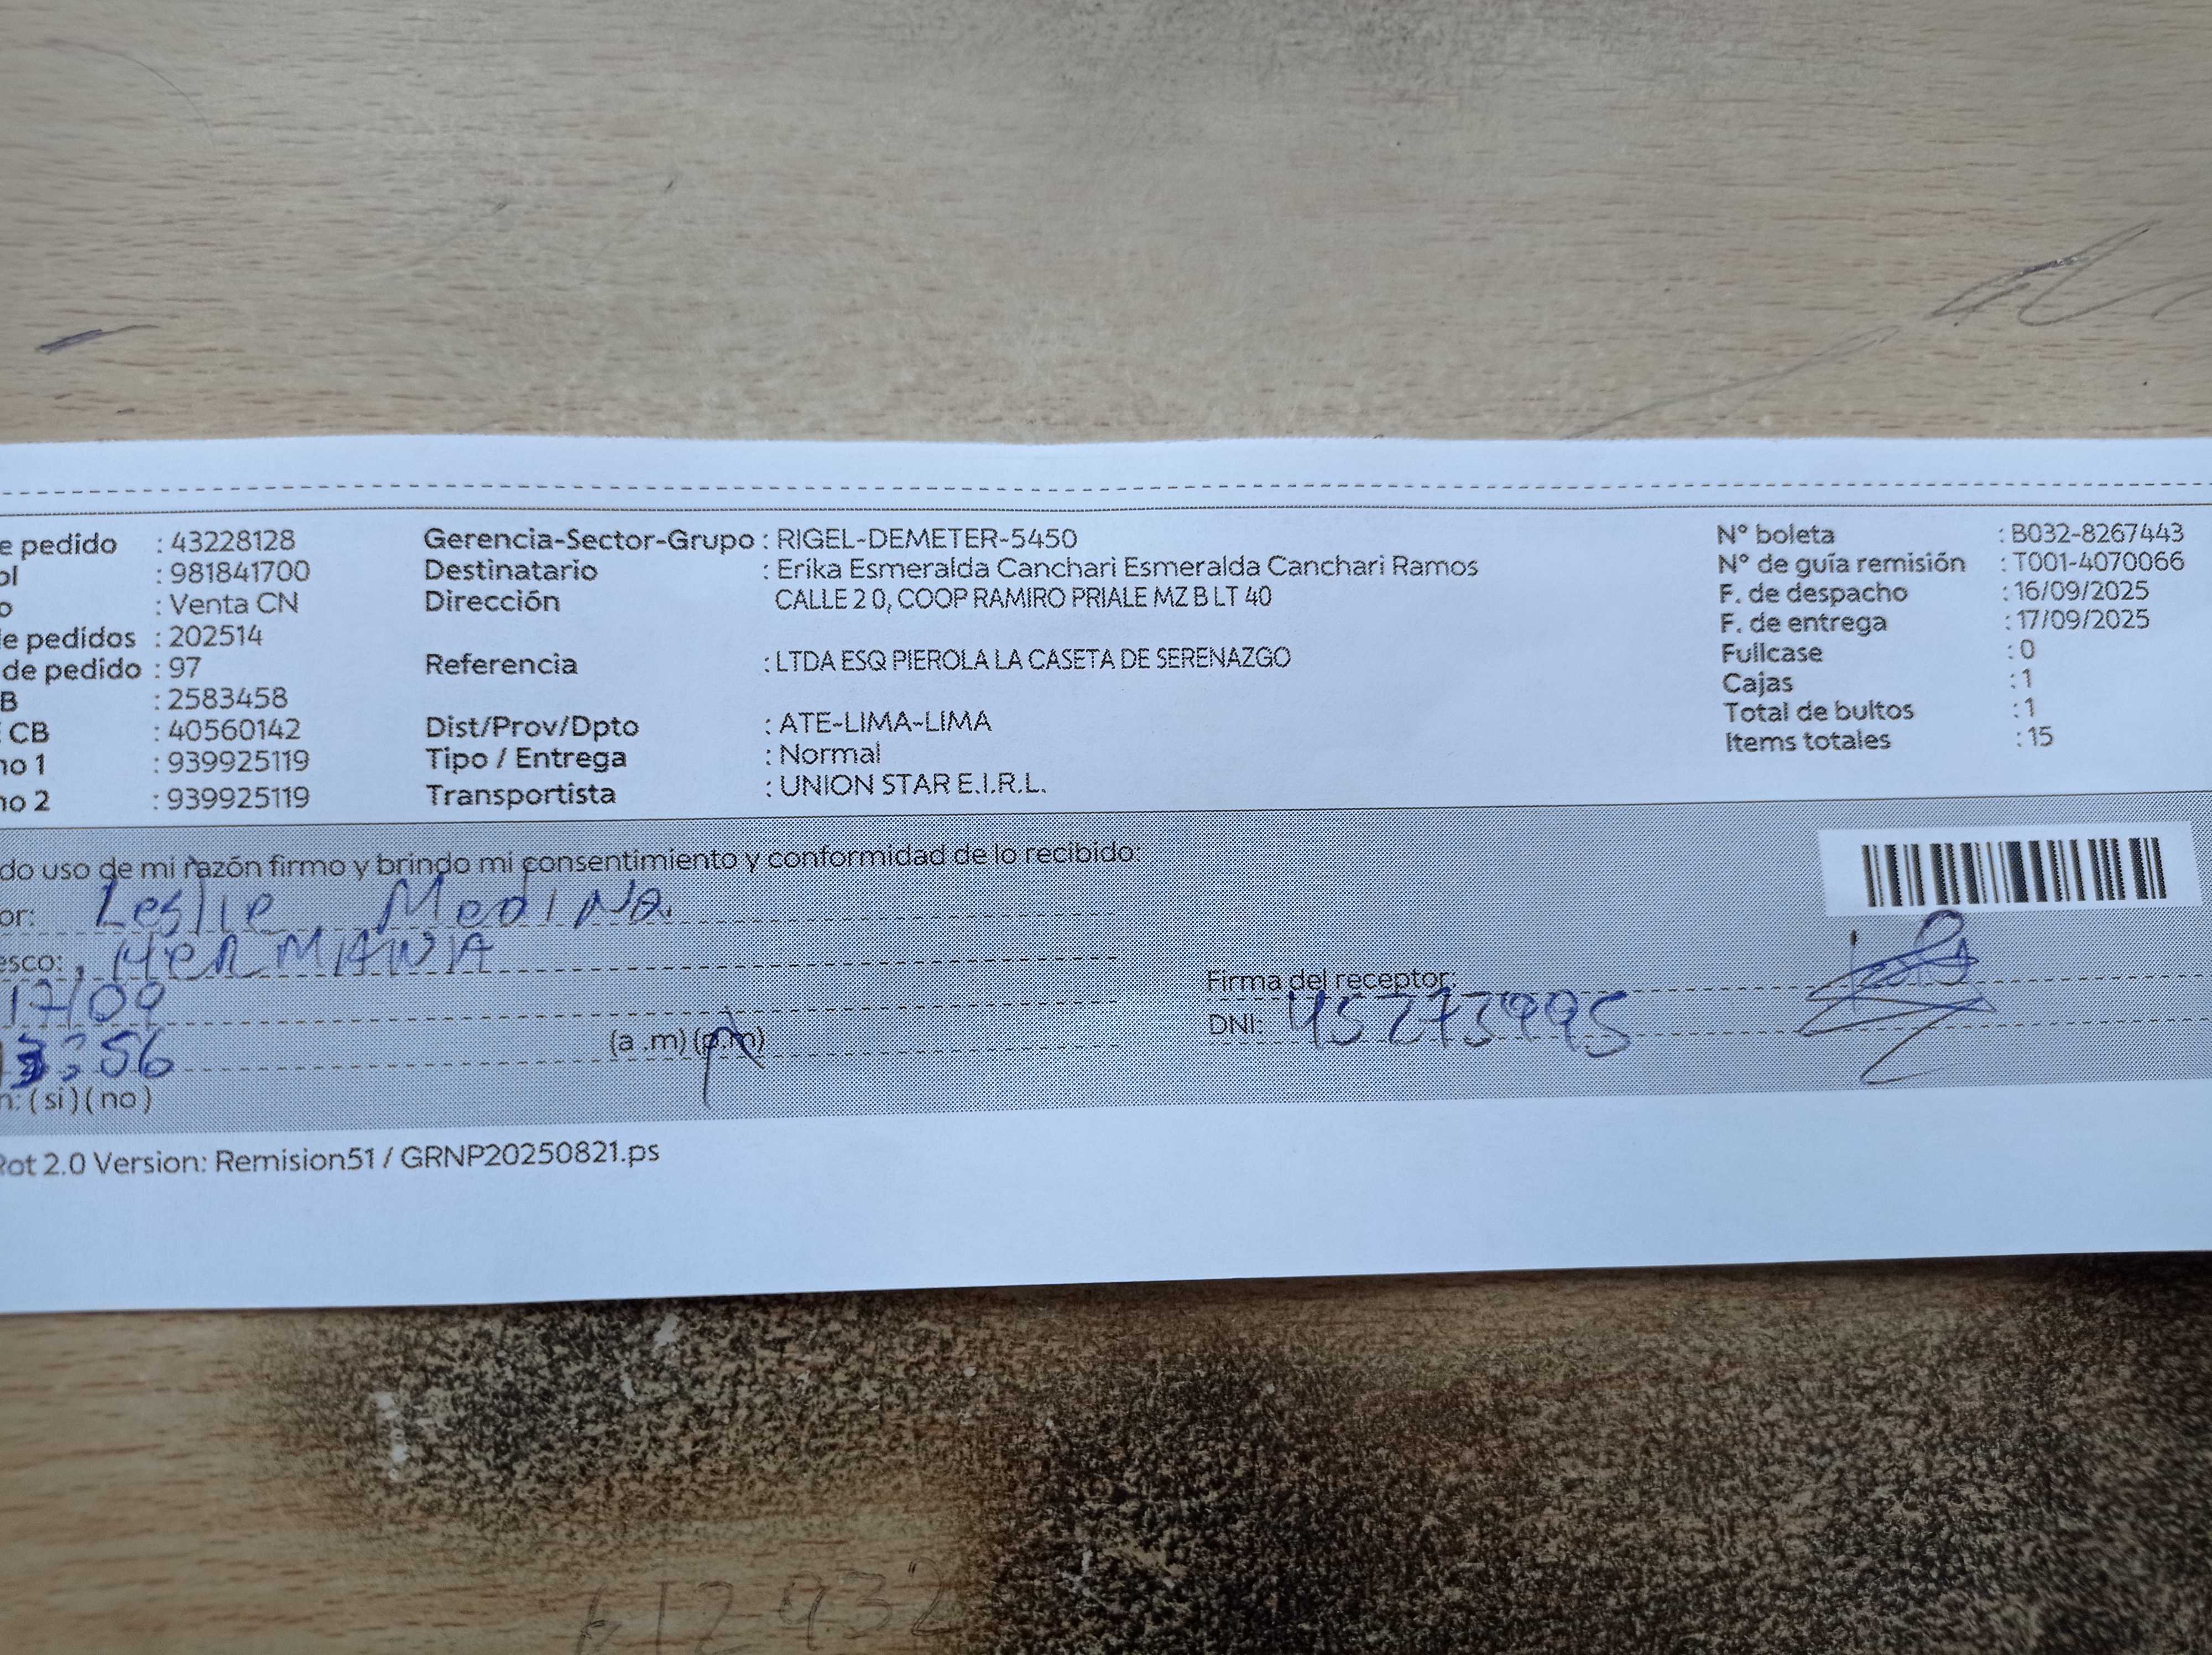 e pedido : 43228128 Gerencia-Sector-Grupo : RIGEL-DEMETER-5450 N° boleta : B032-8267443
ol : 981841700 Destinatario : Erika Esmeralda Canchari Esmeralda Canchari Ramos N° de guía remisión : T001-4070066
o : Venta CN Dirección CALLE 2 0, COOP RAMIRO PRIALE MZ B LT 40 F. de despacho : 16/09/2025
e pedidos : 202514 F. de entrega : 17/09/2025
de pedido : 97 Referencia : LTDA ESQ PIEROLA LA CASETA DE SERENAZGO Fullcase : 0
B : 2583458 Cajas : 1
CB : 40560142 Dist/Prov/Dpto : ATE-LIMA-LIMA Total de bultos : 1
no 1 : 939925119 Tipo / Entrega : Normal Items totales : 15
no 2 : 939925119 Transportista : UNION STAR E.I.R.L.
do uso de mi razón firmo y brindo mi consentimiento y conformidad de lo recibido:
or: Leslie Medina
esco: HERMANA
17/09 Firma del receptor:
:56 (a .m) (p.m) DNI:
n: ( si ) ( no )
Rot 2.0 Version: Remision51 / GRNP20250821.ps